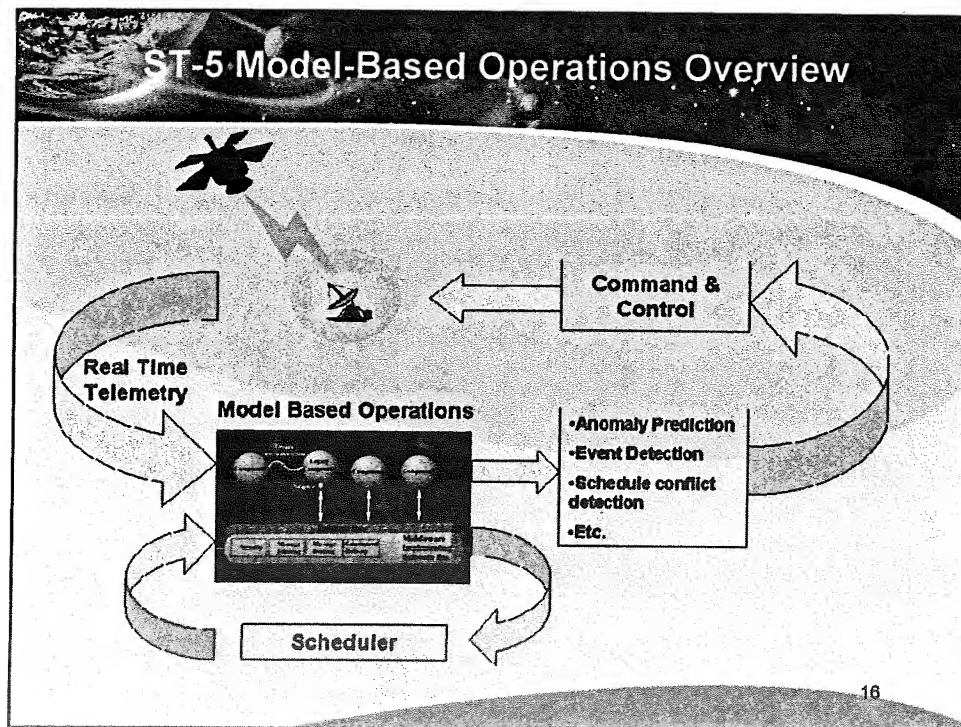 ST-5 Model-Based Operations Overview
Command &
Control
Real Time
Telemetry
Model Based Operations
•Anomaly Prediction
•Event Detection
•Schedule conflict
detection
•Etc.
Scheduler
16